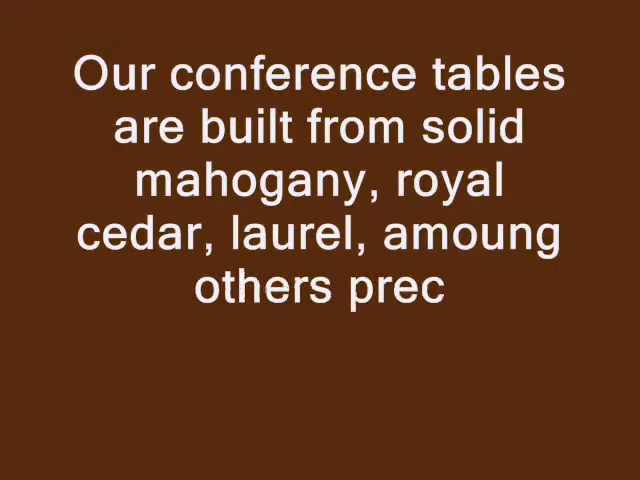 Our conference tables
are built from solid
mahogany, royal
cedar, laurel, amoung
others prec